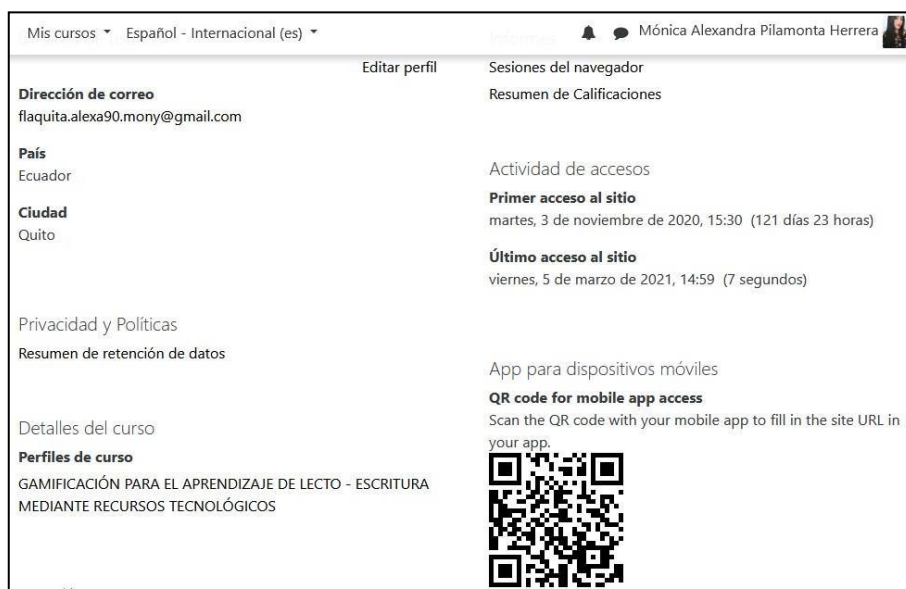 Mis cursos Español - Internacional (es)
Mónica Alexandra Pilamonta Herrera
Editar perfil
Dirección de correo
flaquita.alexa90.mony@gmail.com
País
Ecuador
Ciudad
Quito
Privacidad y Políticas
Resumen de retención de datos
Detalles del curso
Perfiles de curso
GAMIFICACIÓN PARA EL APRENDIZAJE DE LECTO - ESCRITURA
MEDIANTE RECURSOS TECNOLÓGICOS
Sesiones del navegador
Resumen de Calificaciones
Actividad de accesos
Primer acceso al sitio
martes, 3 de noviembre de 2020, 15:30 (121 días 23 horas)
Último acceso al sitio
viernes, 5 de marzo de 2021, 14:59 (7 segundos)
App para dispositivos móviles
QR code for mobile app access
Scan the QR code with your mobile app to fill in the site URL in
your app.